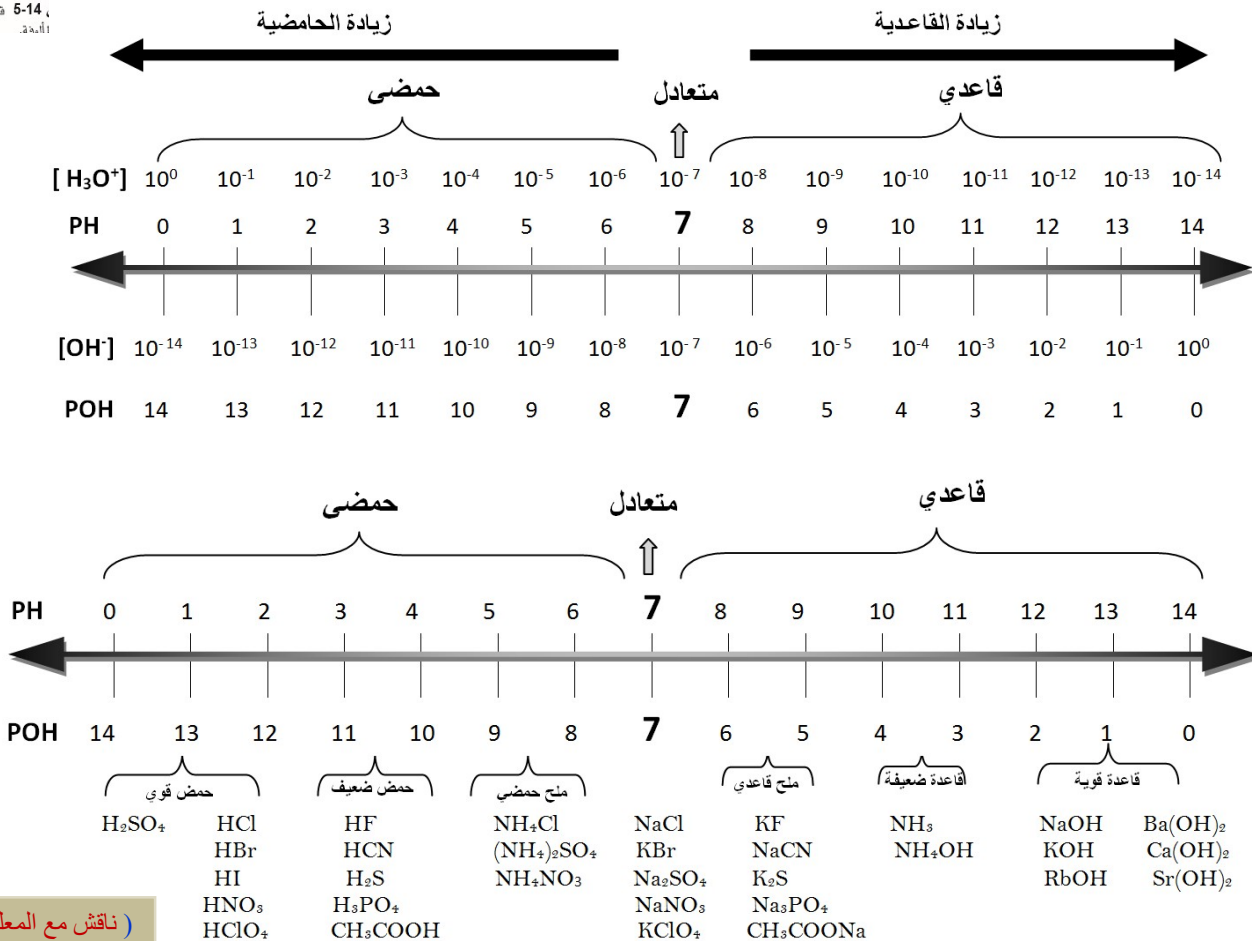 5-14
زيادة الحامضية زيادة القاعدية
حمضى متعادل قاعدي
[ H₃O⁺] 10⁰ 10⁻¹ 10⁻² 10⁻³ 10⁻⁴ 10⁻⁵ 10⁻⁶ 10⁻⁷ 10⁻⁸ 10⁻⁹ 10⁻¹⁰ 10⁻¹¹ 10⁻¹² 10⁻¹³ 10⁻¹⁴
PH 0 1 2 3 4 5 6 7 8 9 10 11 12 13 14
[OH⁻] 10⁻¹⁴ 10⁻¹³ 10⁻¹² 10⁻¹¹ 10⁻¹⁰ 10⁻⁹ 10⁻⁸ 10⁻⁷ 10⁻⁶ 10⁻⁵ 10⁻⁴ 10⁻³ 10⁻² 10⁻¹ 10⁰
POH 14 13 12 11 10 9 8 7 6 5 4 3 2 1 0
حمضى متعادل قاعدي
PH 0 1 2 3 4 5 6 7 8 9 10 11 12 13 14
POH 14 13 12 11 10 9 8 7 6 5 4 3 2 1 0
حمض قوي حمض ضعيف ملح حمضي ملح قاعدي قاعدة ضعيفة قاعدة قوية
H₂SO₄ HCl HF NH₄Cl NaCl KF NH₃ NaOH Ba(OH)₂
HBr HCN (NH₄)₂SO₄ KBr NaCN NH₄OH KOH Ca(OH)₂
HI H₂S NH₄NO₃ Na₂SO₄ K₂S RbOH Sr(OH)₂
HNO₃ H₃PO₄ NaNO₃ Na₃PO₄
HClO₄ CH₃COOH KClO₄ CH₃COONa
( ناقش مع